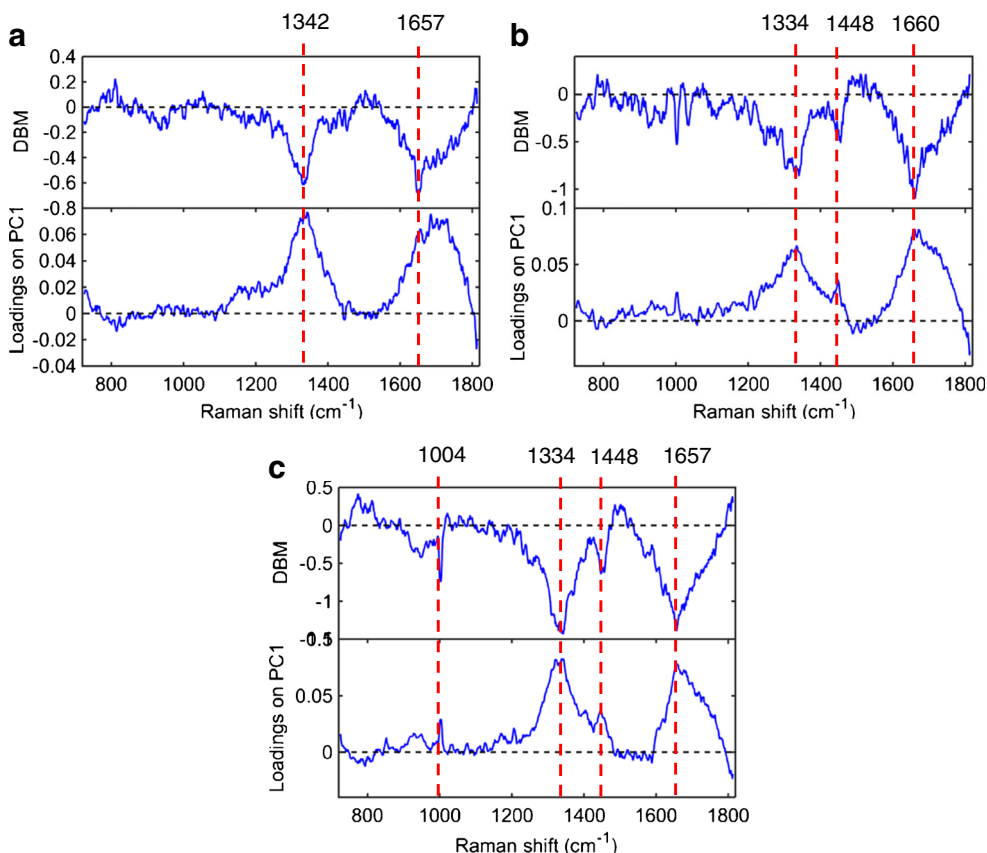 a
1342 1657
0.4
0.2
0
-0.2
-0.4
-0.6
-0.8
DBM
0.06
0.04
0.02
0
-0.02
-0.04
Loadings on PC1
800 1000 1200 1400 1600 1800
Raman shift (cm⁻¹)
b
1334 1448 1660
0
-0.5
-1
DBM
0.1
0.05
0
Loadings on PC1
800 1000 1200 1400 1600 1800
Raman shift (cm⁻¹)
c
1004 1334 1448 1657
0.5
0
-0.5
-1
DBM
0.05
0
Loadings on PC1
800 1000 1200 1400 1600 1800
Raman shift (cm⁻¹)